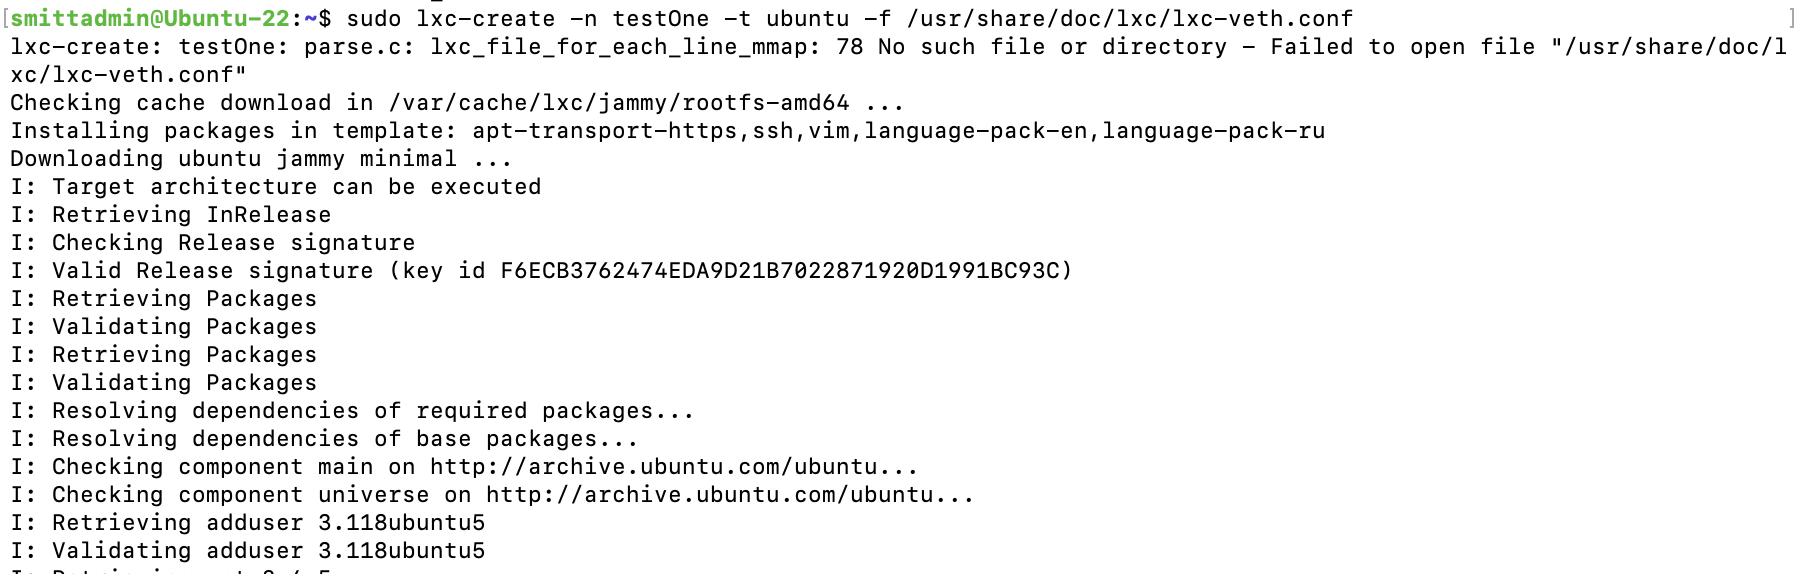 [smittadmin@Ubuntu-22:~$ sudo lxc-create -n testOne -t ubuntu -f /usr/share/doc/lxc/lxc-veth.conf ]
lxc-create: testOne: parse.c: lxc_file_for_each_line_mmap: 78 No such file or directory - Failed to open file "/usr/share/doc/l
xc/lxc-veth.conf"
Checking cache download in /var/cache/lxc/jammy/rootfs-amd64 ...
Installing packages in template: apt-transport-https,ssh,vim,language-pack-en,language-pack-ru
Downloading ubuntu jammy minimal ...
I: Target architecture can be executed
I: Retrieving InRelease
I: Checking Release signature
I: Valid Release signature (key id F6ECB3762474EDA9D21B7022871920D1991BC93C)
I: Retrieving Packages
I: Validating Packages
I: Retrieving Packages
I: Validating Packages
I: Resolving dependencies of required packages...
I: Resolving dependencies of base packages...
I: Checking component main on http://archive.ubuntu.com/ubuntu...
I: Checking component universe on http://archive.ubuntu.com/ubuntu...
I: Retrieving adduser 3.118ubuntu5
I: Validating adduser 3.118ubuntu5